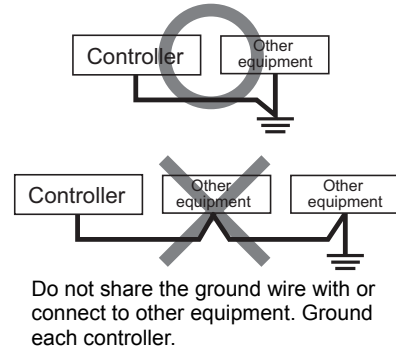 Controller
Other
equipment
Controller
Other
equipment
Other
equipment
Do not share the ground wire with or
connect to other equipment. Ground
each controller.